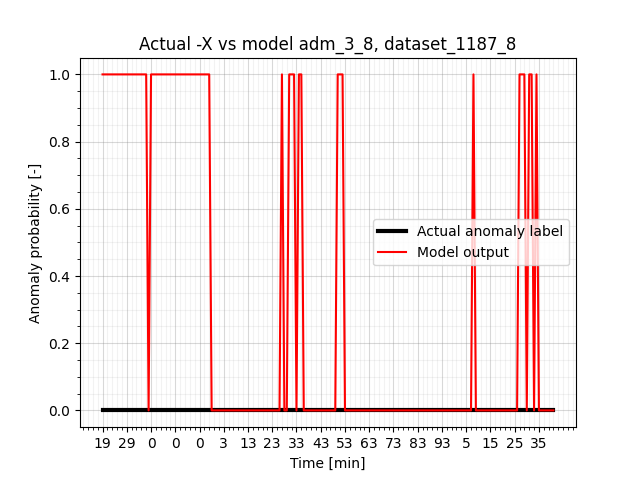 Actual -X vs model adm_3_8, dataset_1187_8
Anomaly probability [-]
1.0
0.8
0.6
0.4
0.2
0.0
Actual anomaly label
Model output
19 29 0 0 0 3 13 23 33 43 53 63 73 83 93 5 15 25 35
Time [min]